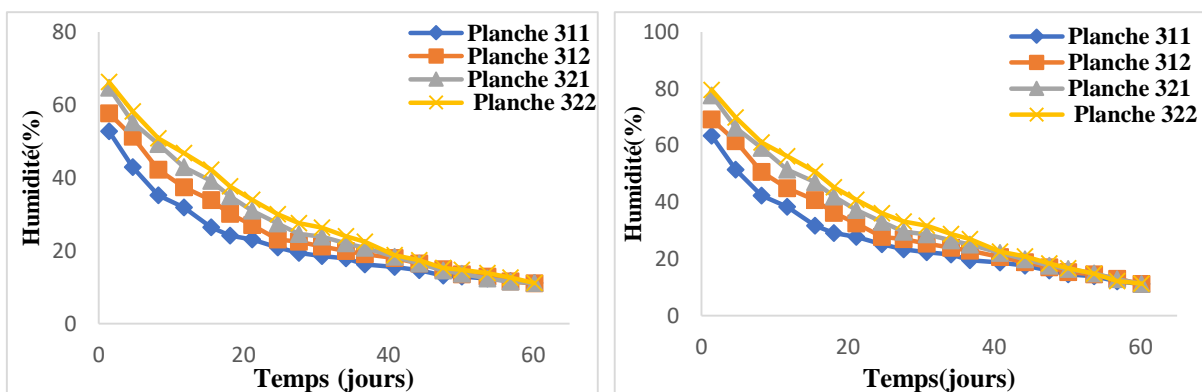 80
60
40
20
0
0 20 40 60
Humidité(%)
Temps (jours)
Planche 311
Planche 312
Planche 321
Planche 322
100
80
60
40
20
0
0 20 40 60
Humidité(%)
Temps(jours)
Planche 311
Planche 312
Planche 321
Planche 322